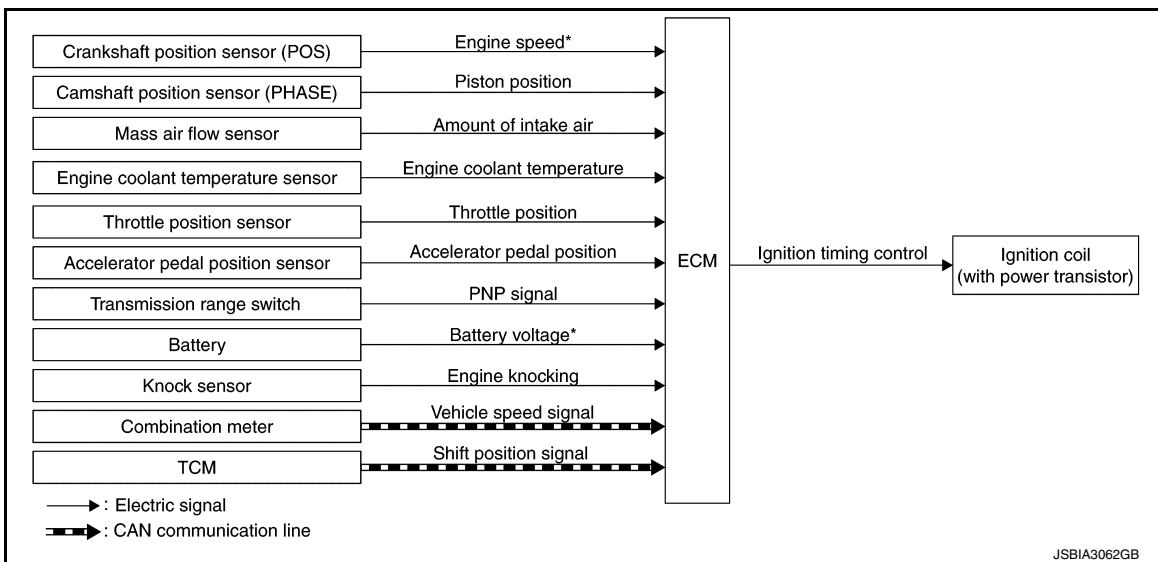 Crankshaft position sensor (POS)
Engine speed*
Camshaft position sensor (PHASE)
Piston position
Mass air flow sensor
Amount of intake air
Engine coolant temperature sensor
Engine coolant temperature
Throttle position sensor
Throttle position
Accelerator pedal position sensor
Accelerator pedal position
Transmission range switch
PNP signal
Battery
Battery voltage*
Knock sensor
Engine knocking
Combination meter
Vehicle speed signal
TCM
Shift position signal
ECM
Ignition timing control
Ignition coil
(with power transistor)
: Electric signal
: CAN communication line
JSBIA3062GB